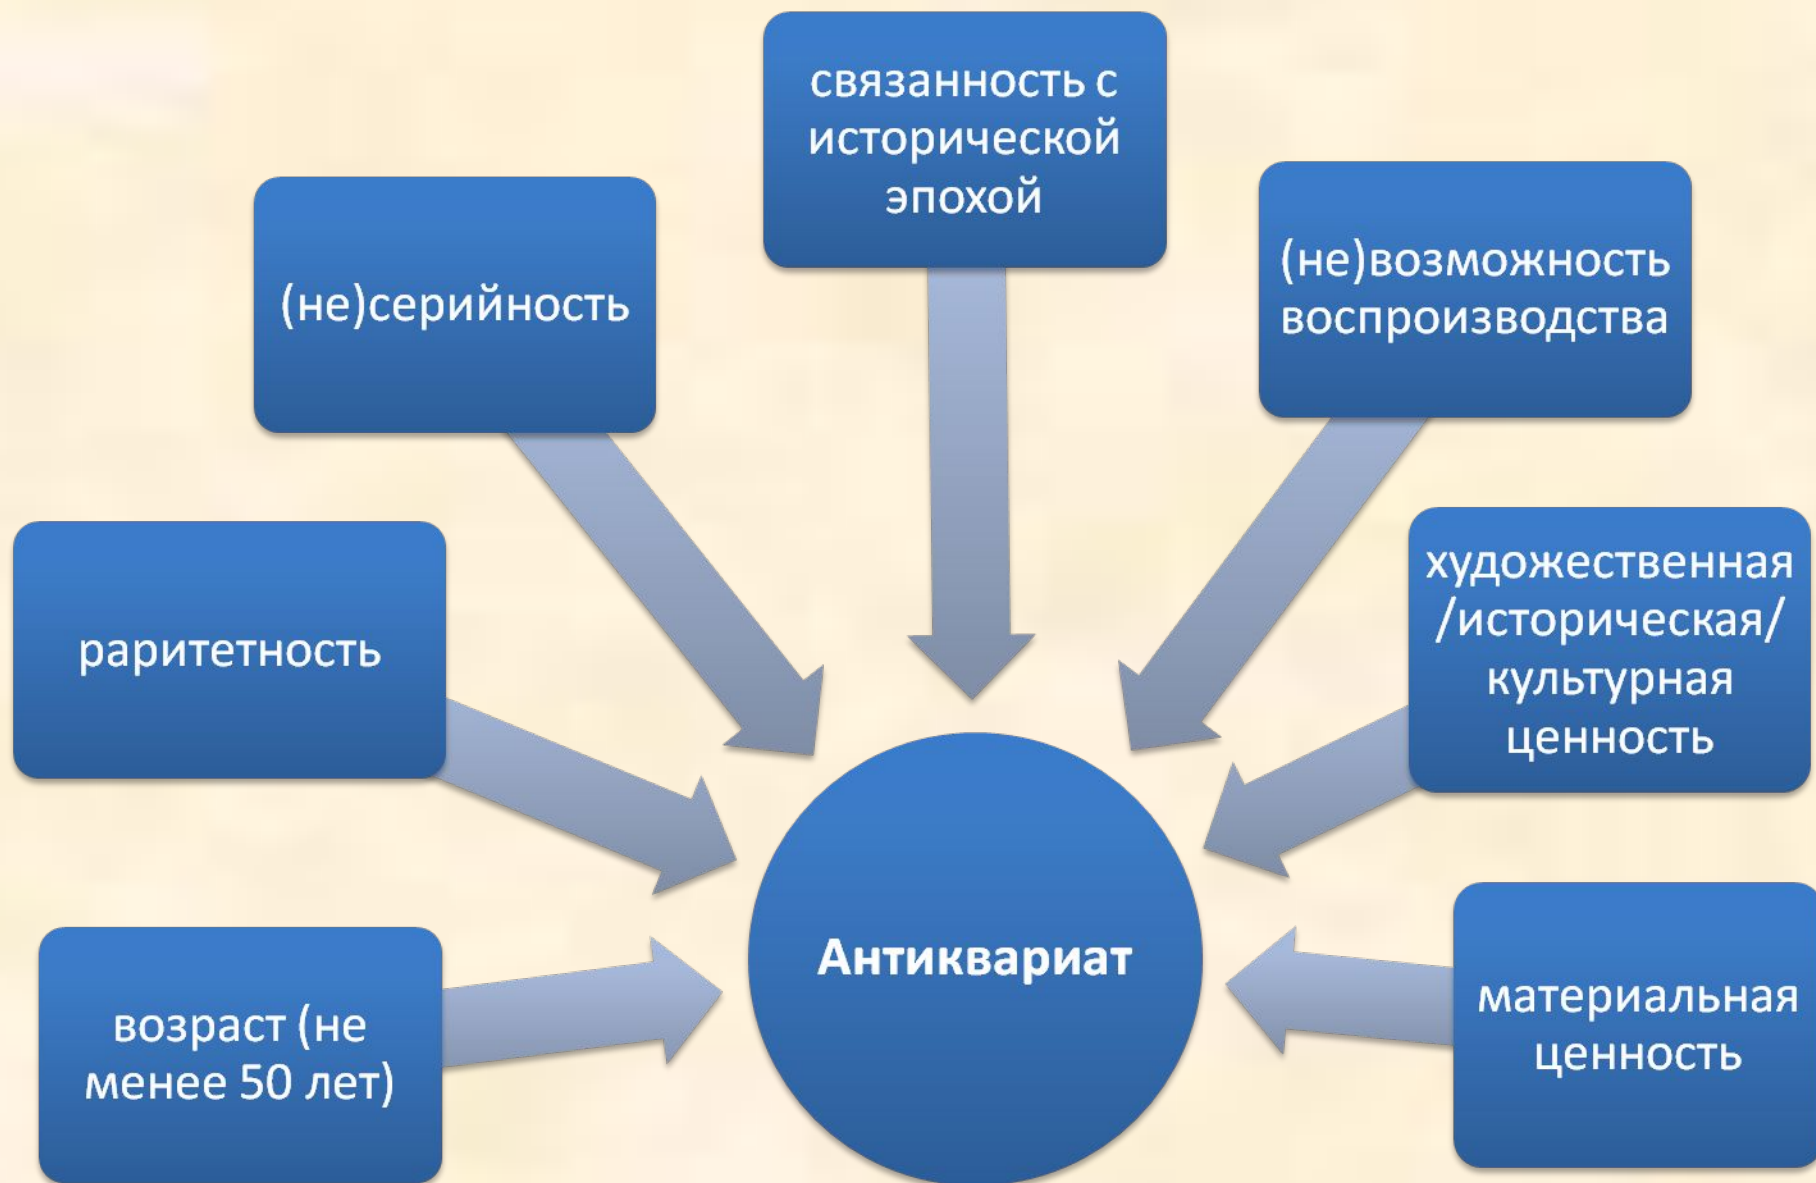 связанность с
исторической
эпохой
(не)серийность
(не)возможность
воспроизводства
раритетность
художественная
/историческая/
культурная
ценность
возраст (не
менее 50 лет)
Антиквариат
материальная
ценность